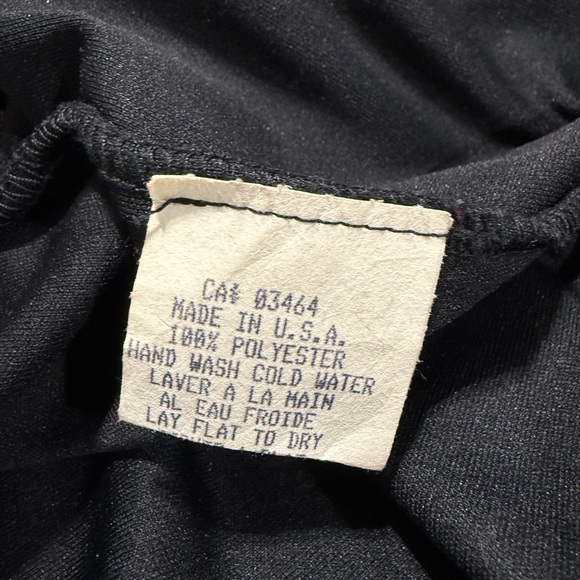 CA# 03464
MADE IN U.S.A.
100% POLYESTER
HAND WASH COLD WATER
LAVER A LA MAIN
AL EAU FROIDE
LAY FLAT TO DRY